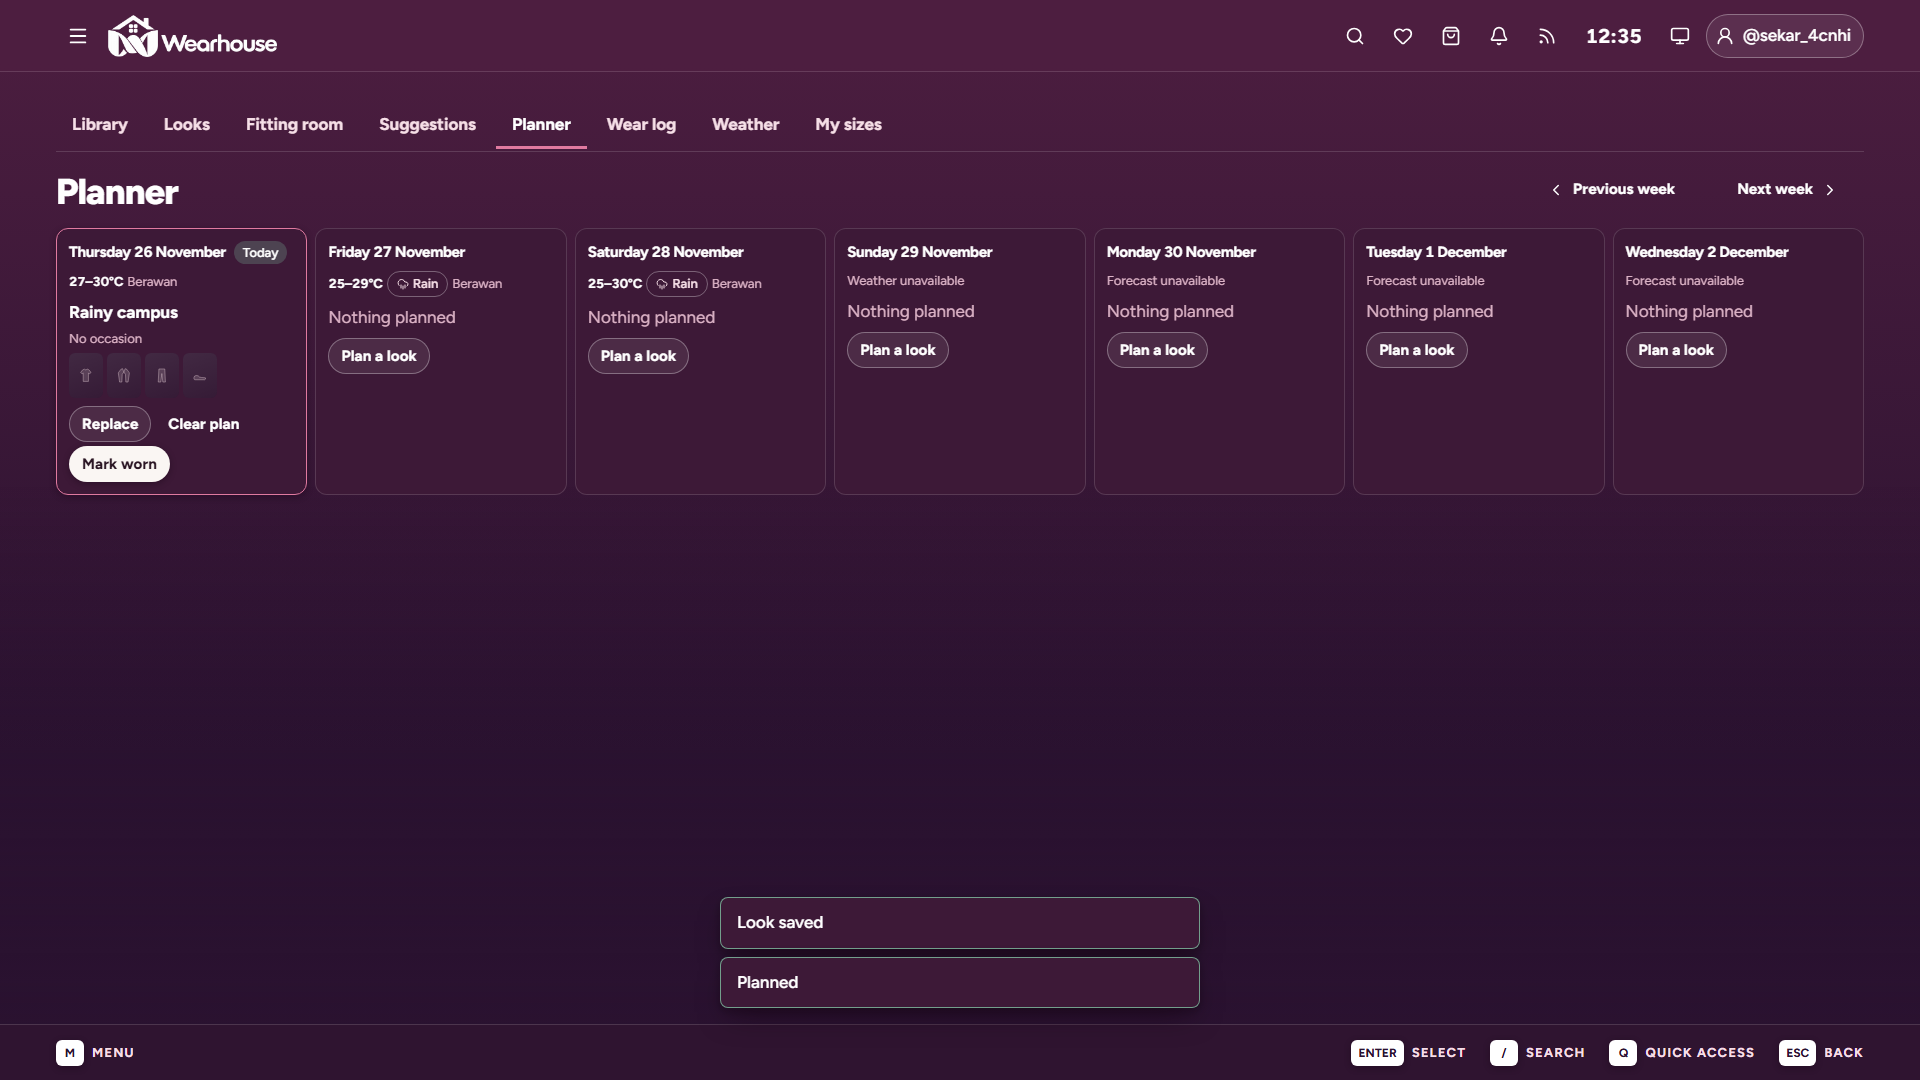 Wearhouse
12:35
@sekar_4cnhi
Library
Looks
Fitting room
Suggestions
Planner
Wear log
Weather
My sizes
Planner
Previous week
Next week
Thursday 26 November
Today
27–30°C Berawan
Rainy campus
No occasion
Replace
Clear plan
Mark worn
Friday 27 November
25–29°C Rain Berawan
Nothing planned
Plan a look
Saturday 28 November
25–30°C Rain Berawan
Nothing planned
Plan a look
Sunday 29 November
Weather unavailable
Nothing planned
Plan a look
Monday 30 November
Forecast unavailable
Nothing planned
Plan a look
Tuesday 1 December
Forecast unavailable
Nothing planned
Plan a look
Wednesday 2 December
Forecast unavailable
Nothing planned
Plan a look
Look saved
Planned
M MENU
ENTER SELECT
/ SEARCH
Q QUICK ACCESS
ESC BACK